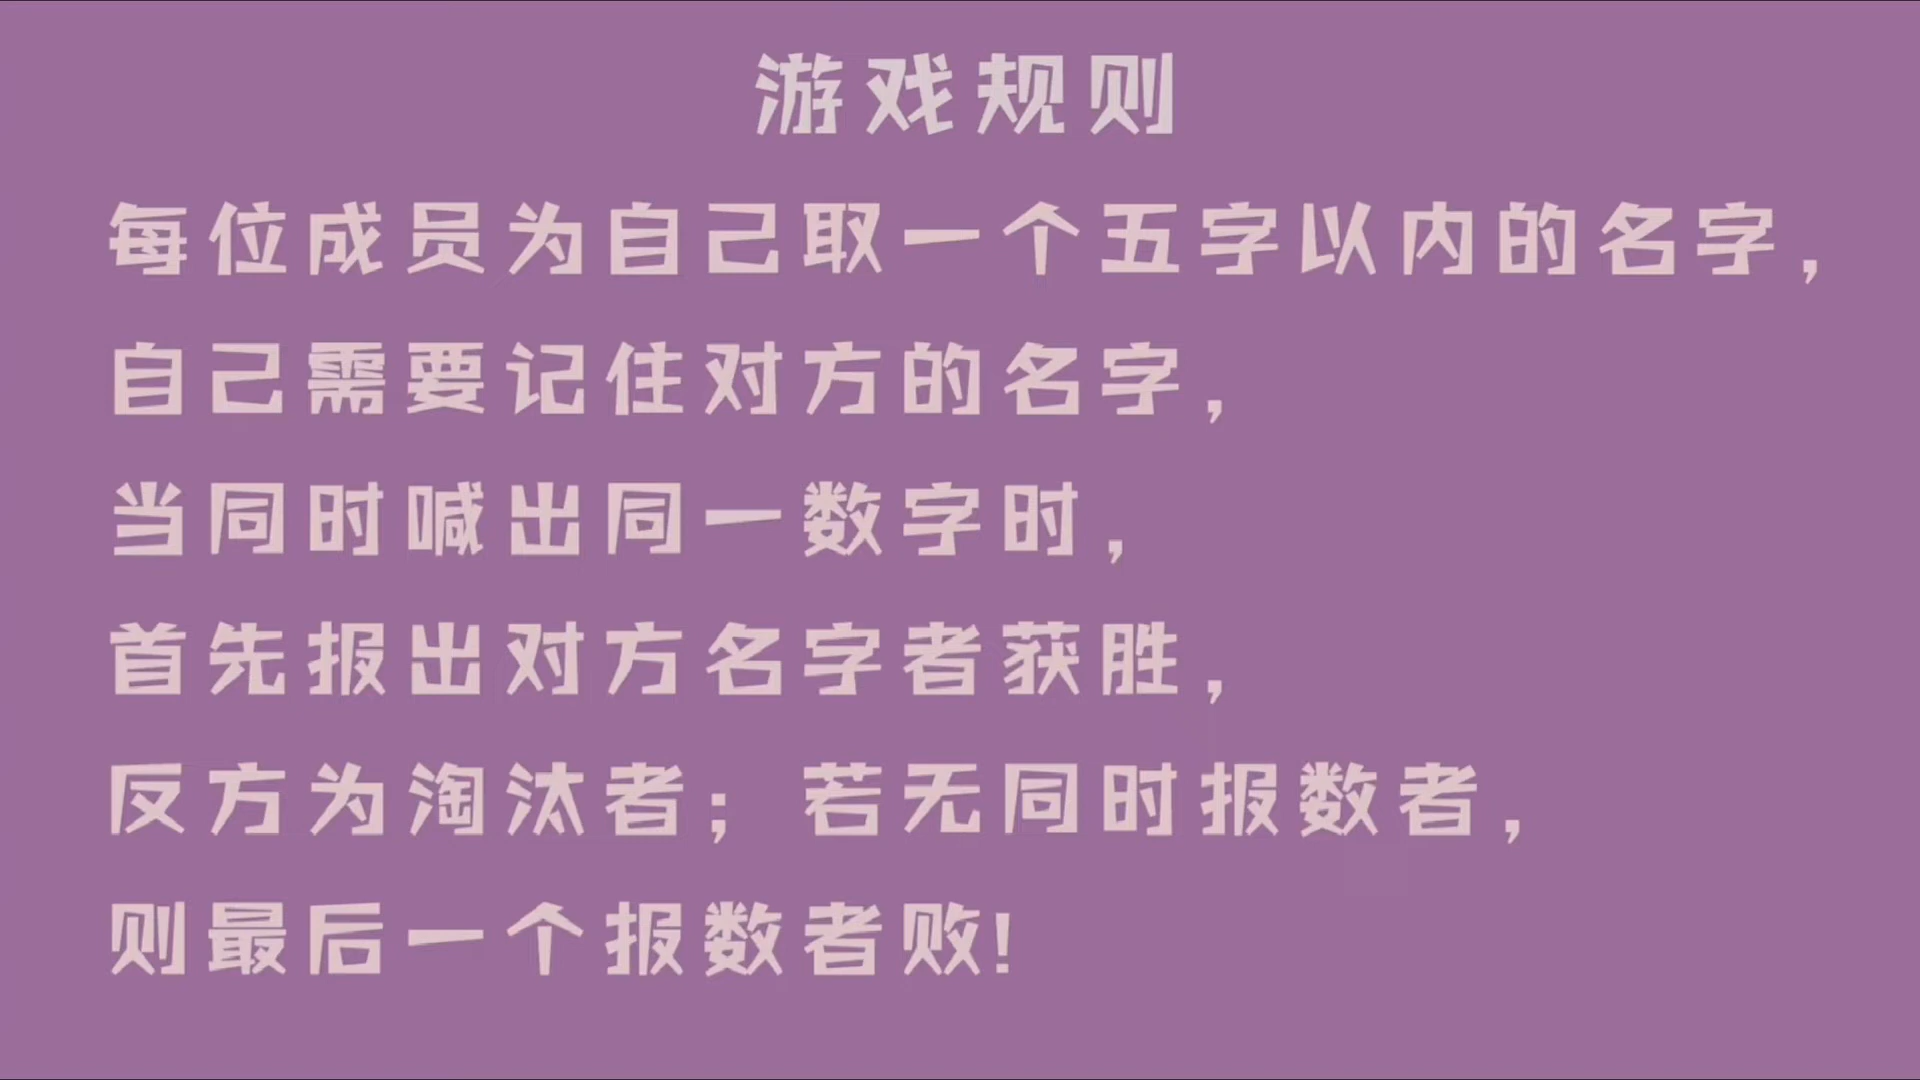 游戏规则
每位成员为自己取一个五字以内的名字，
自己需要记住对方的名字，
当同时喊出同一数字时，
首先报出对方名字者获胜，
反方为淘汰者；若无同时报数者，
则最后一个报数者败！